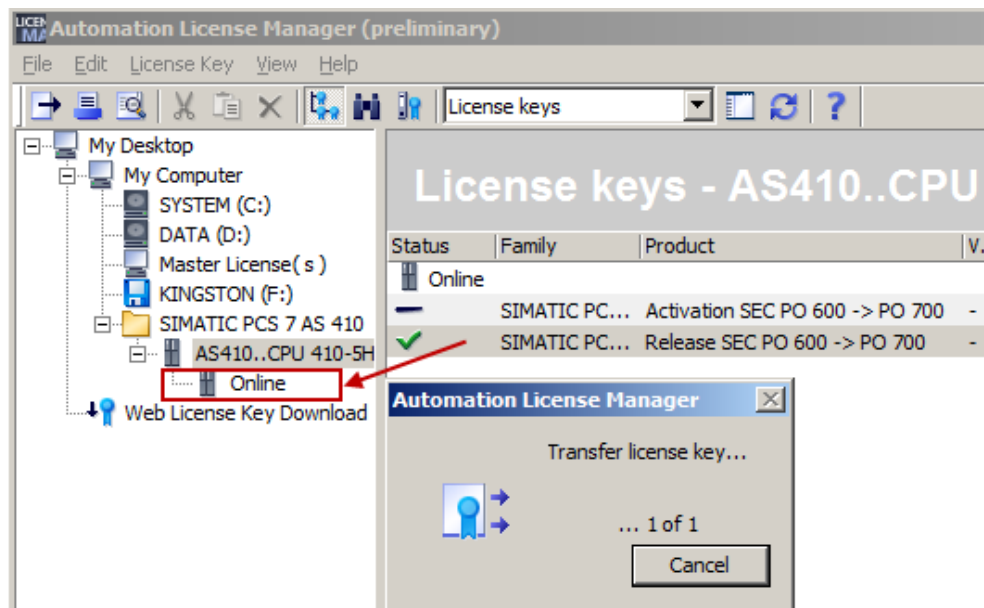 Automation License Manager (preliminary)
File Edit License Key View Help
License keys
My Desktop
My Computer
SYSTEM (C:)
DATA (D:)
Master License( s )
KINGSTON (F:)
SIMATIC PCS 7 AS 410
AS410..CPU 410-5H
Online
Web License Key Download
License keys - AS410..CPU
Status Family Product V.
Online
SIMATIC PC... Activation SEC PO 600 -> PO 700 -
SIMATIC PC... Release SEC PO 600 -> PO 700 -
Automation License Manager
Transfer license key...
... 1 of 1
Cancel